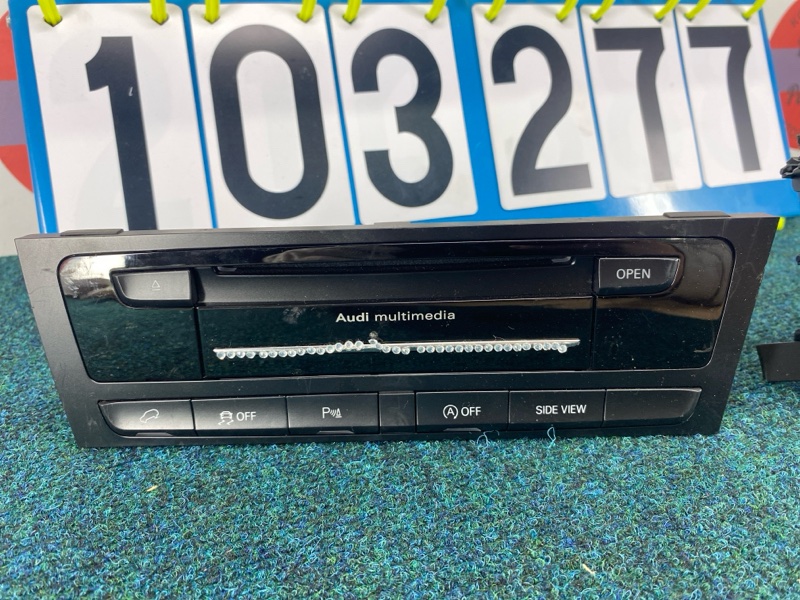 103277
OPEN
Audi multimedia
OFF P A OFF SIDE VIEW